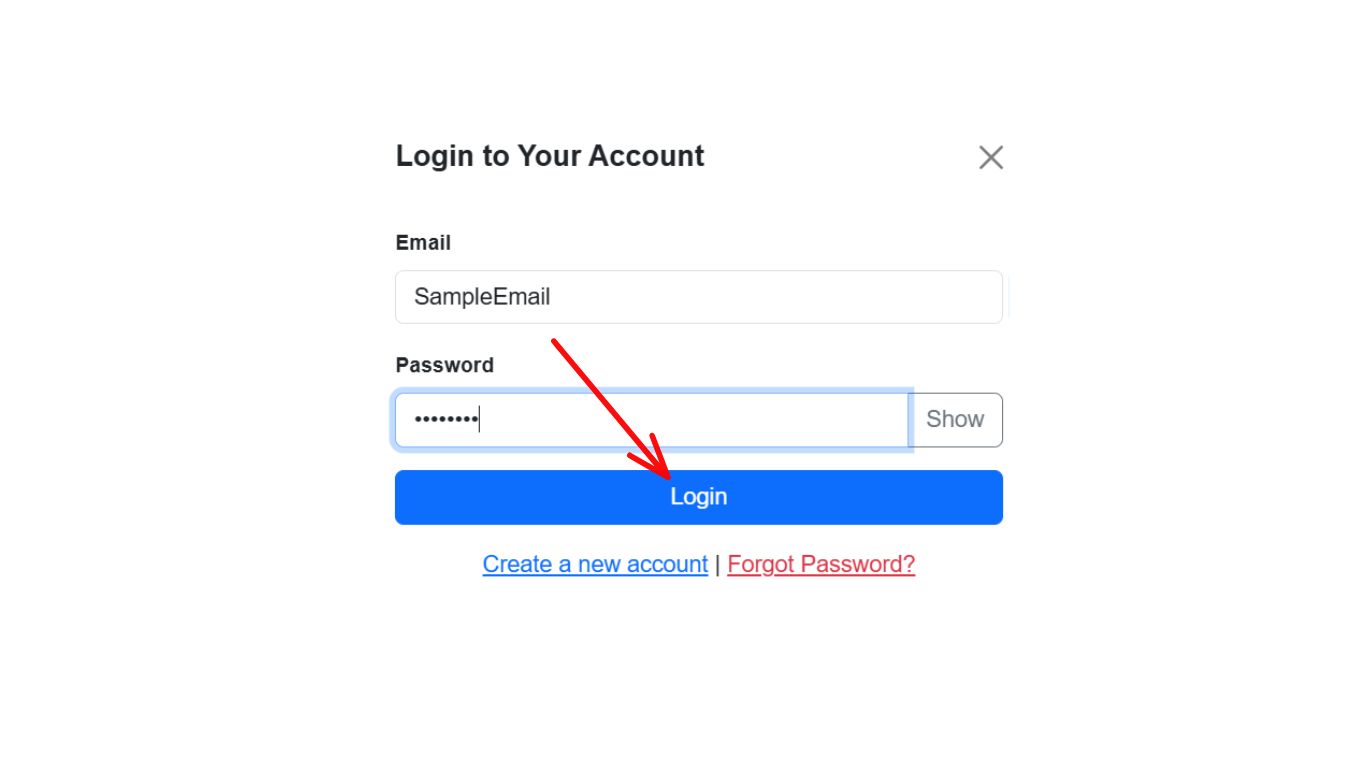 Login to Your Account
Email
SampleEmail
Password
•••••••• Show
Login
Create a new account | Forgot Password?